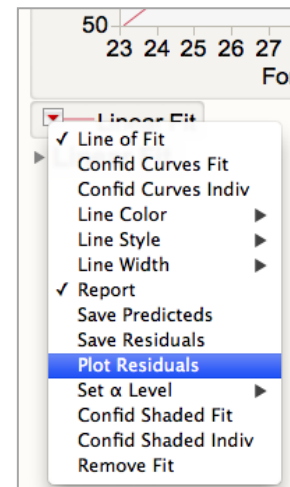 50
23 24 25 26 27
Fo
Linear Fit
✓ Line of Fit
Confid Curves Fit
Confid Curves Indiv
Line Color ▶
Line Style ▶
Line Width ▶
✓ Report
Save Predicteds
Save Residuals
Plot Residuals
Set α Level ▶
Confid Shaded Fit
Confid Shaded Indiv
Remove Fit